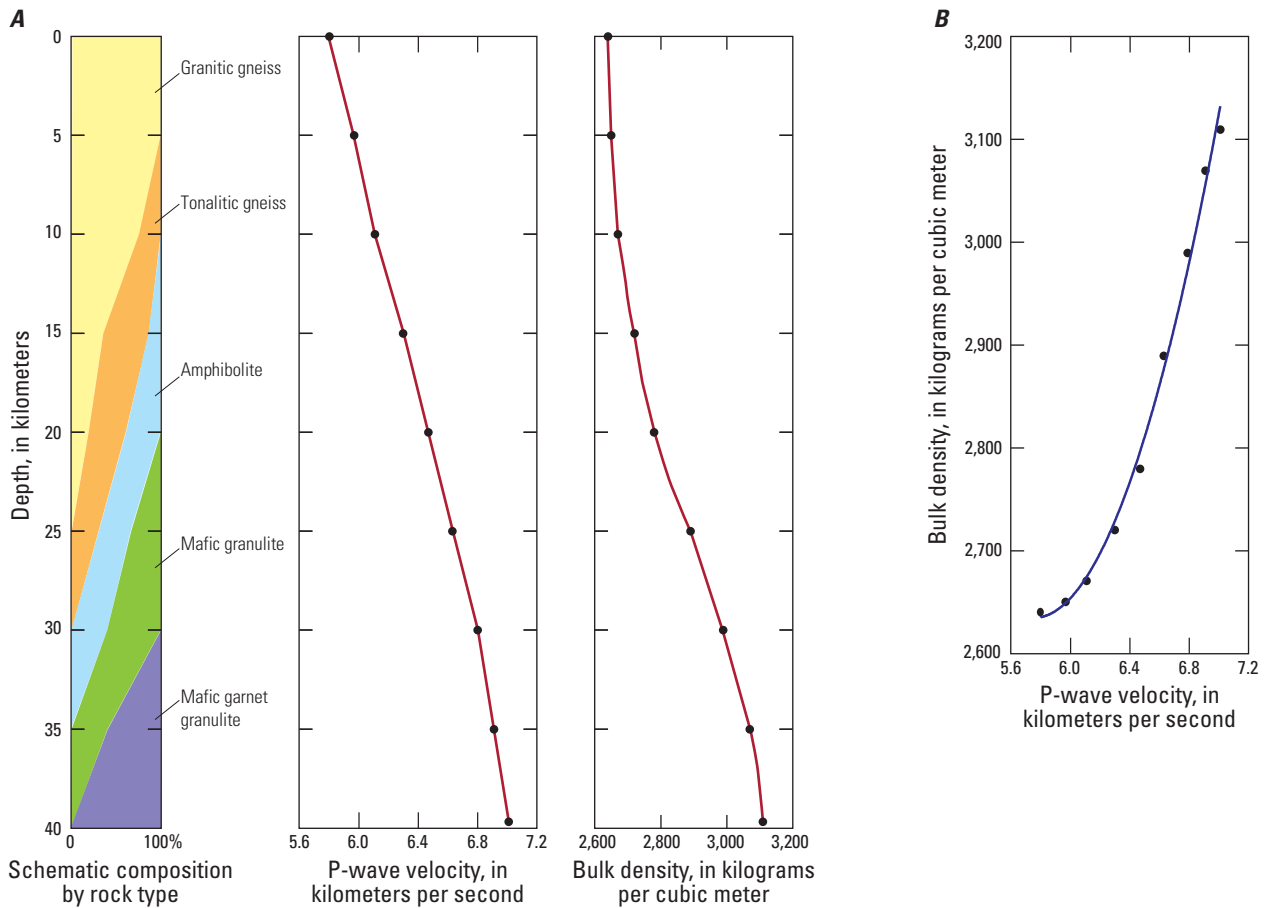 A
0
5
10
15
20
25
30
35
40
Depth, in kilometers
0
100%
Schematic composition
by rock type
Granitic gneiss
Tonalitic gneiss
Amphibolite
Mafic granulite
Mafic garnet
granulite
5.6
6.0
6.4
6.8
7.2
P-wave velocity, in
kilometers per second
2,600
2,800
3,000
3,200
Bulk density, in kilograms
per cubic meter
B
3,200
3,100
3,000
2,900
2,800
2,700
2,600
Bulk density, in kilograms per cubic meter
5.6
6.0
6.4
6.8
7.2
P-wave velocity, in
kilometers per second